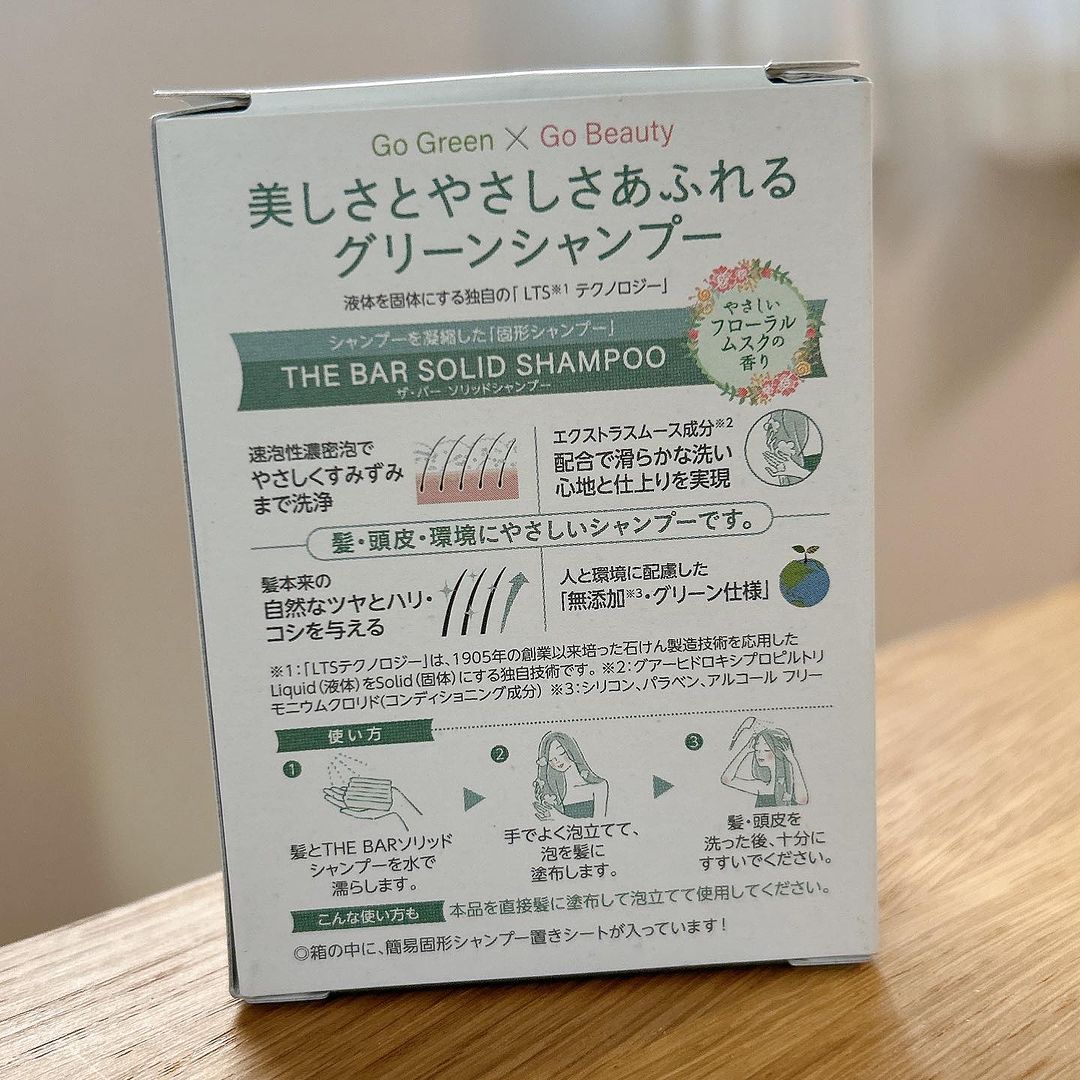 Go Green × Go Beauty
美しさとやさしさあふれる
グリーンシャンプー
液体を固体にする独自の「LTS※1 テクノロジー」
シャンプーを凝縮した「固形シャンプー」
THE BAR SOLID SHAMPOO
ザ・バー ソリッドシャンプー
やさしい
フローラル
ムスクの
香り
速泡性濃密泡で
やさしくすみずみ
まで洗浄
エクストラスムース成分※2
配合で滑らかな洗い
心地と仕上りを実現
髪・頭皮・環境にやさしいシャンプーです。
髪本来の
自然なツヤとハリ・
コシを与える
人と環境に配慮した
「無添加※3・グリーン仕様」
※1:「LTSテクノロジー」は、1905年の創業以来培った石けん製造技術を応用した
Liquid(液体)をSolid(固体)にする独自技術です。※2:グアーヒドロキシプロピルトリ
モニウムクロリド(コンディショニング成分) ※3:シリコン、パラベン、アルコール フリー
使い方
1
髪とTHE BARソリッド
シャンプーを水で
濡らします。
2
手でよく泡立てて、
泡を髪に
塗布します。
3
髪・頭皮を
洗った後、十分に
すすいでください。
こんな使い方も 本品を直接髪に塗布して泡立てて使用してください。
◎箱の中に、簡易固形シャンプー置きシートが入っています!